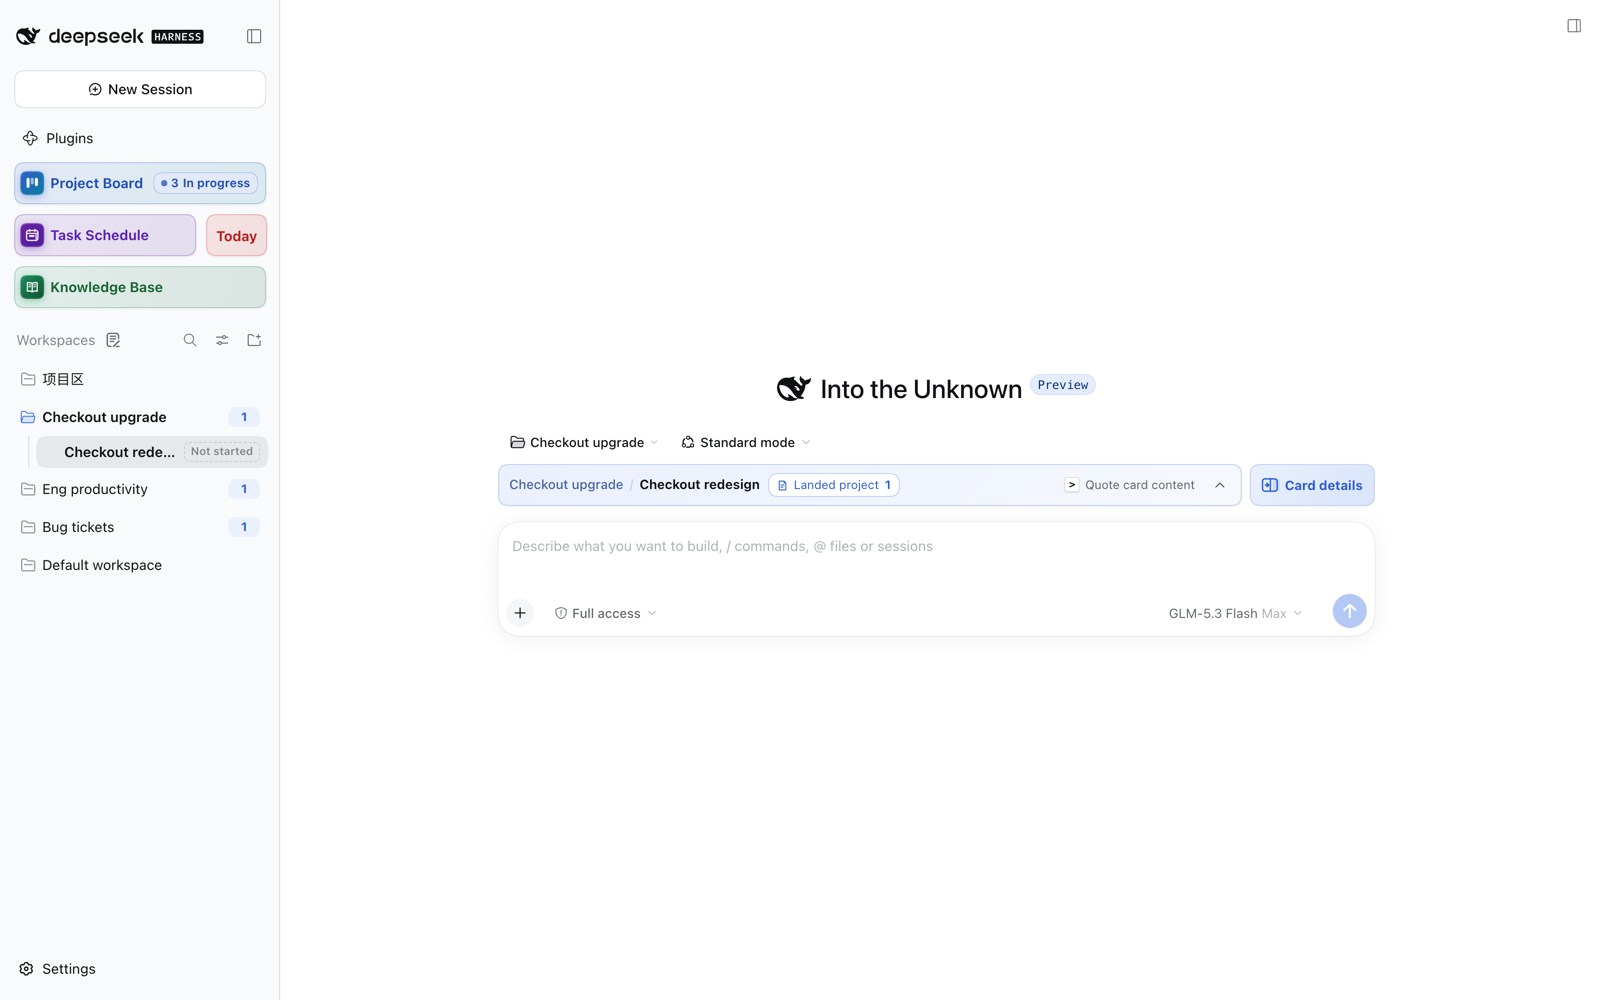 deepseek HARNESS
New Session
Plugins
Project Board 3 In progress
Task Schedule Today
Knowledge Base
Workspaces
项目区
Checkout upgrade 1
Checkout rede... Not started
Eng productivity 1
Bug tickets 1
Default workspace
Settings
Into the Unknown Preview
Checkout upgrade Standard mode
Checkout upgrade / Checkout redesign Landed project 1 > Quote card content Card details
Describe what you want to build, / commands, @ files or sessions
+ Full access GLM-5.3 Flash Max